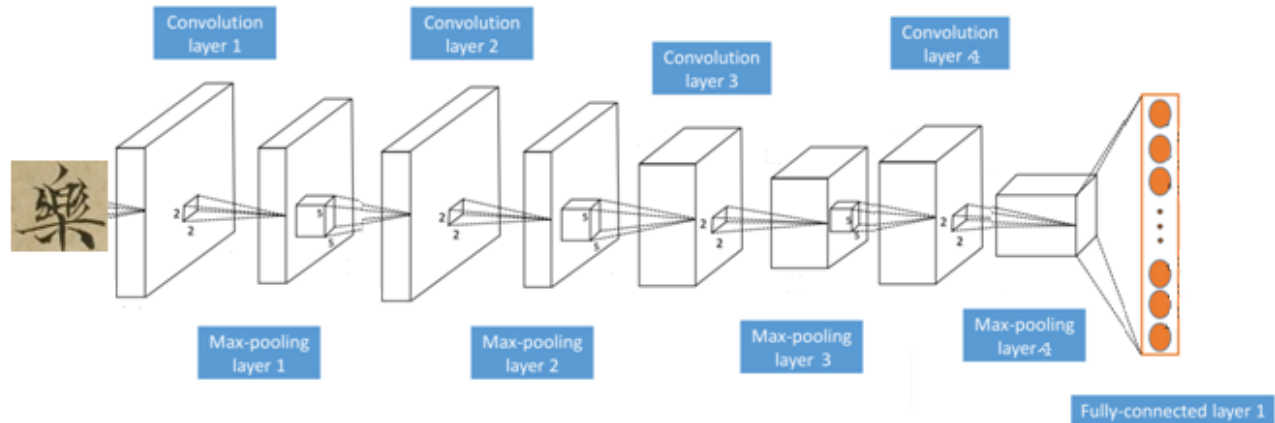 Convolution
layer 1
Convolution
layer 2
Convolution
layer 3
Convolution
layer 4
樂
2
2
5
5
2
2
5
5
2
2
5
5
2
2
Max-pooling
layer 1
Max-pooling
layer 2
Max-pooling
layer 3
Max-pooling
layer 4
Fully-connected layer 1